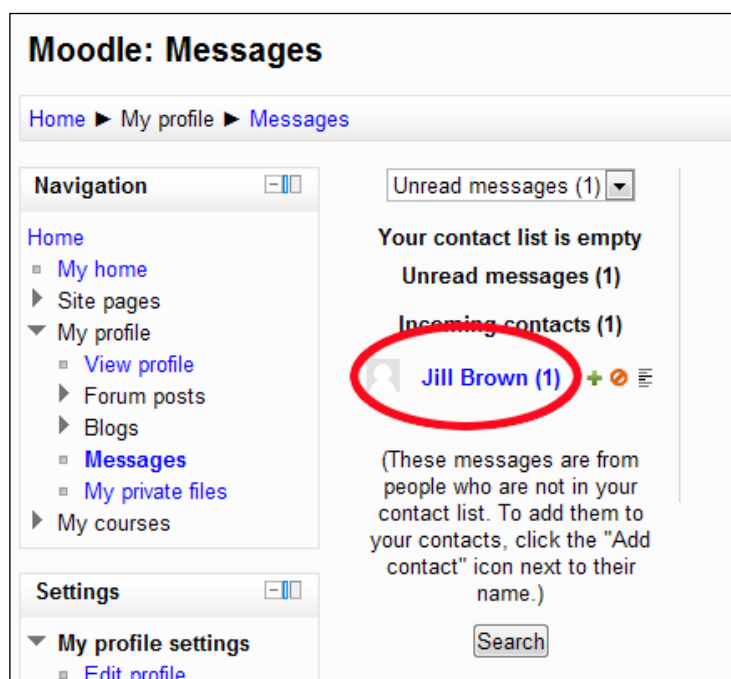 Moodle: Messages
Home ► My profile ► Messages
Navigation
Home
My home
Site pages
My profile
View profile
Forum posts
Blogs
Messages
My private files
My courses
Settings
My profile settings
Edit profile
Unread messages (1)
Your contact list is empty
Unread messages (1)
Incoming contacts (1)
Jill Brown (1)
(These messages are from
people who are not in your
contact list. To add them to
your contacts, click the "Add
contact" icon next to their
name.)
Search